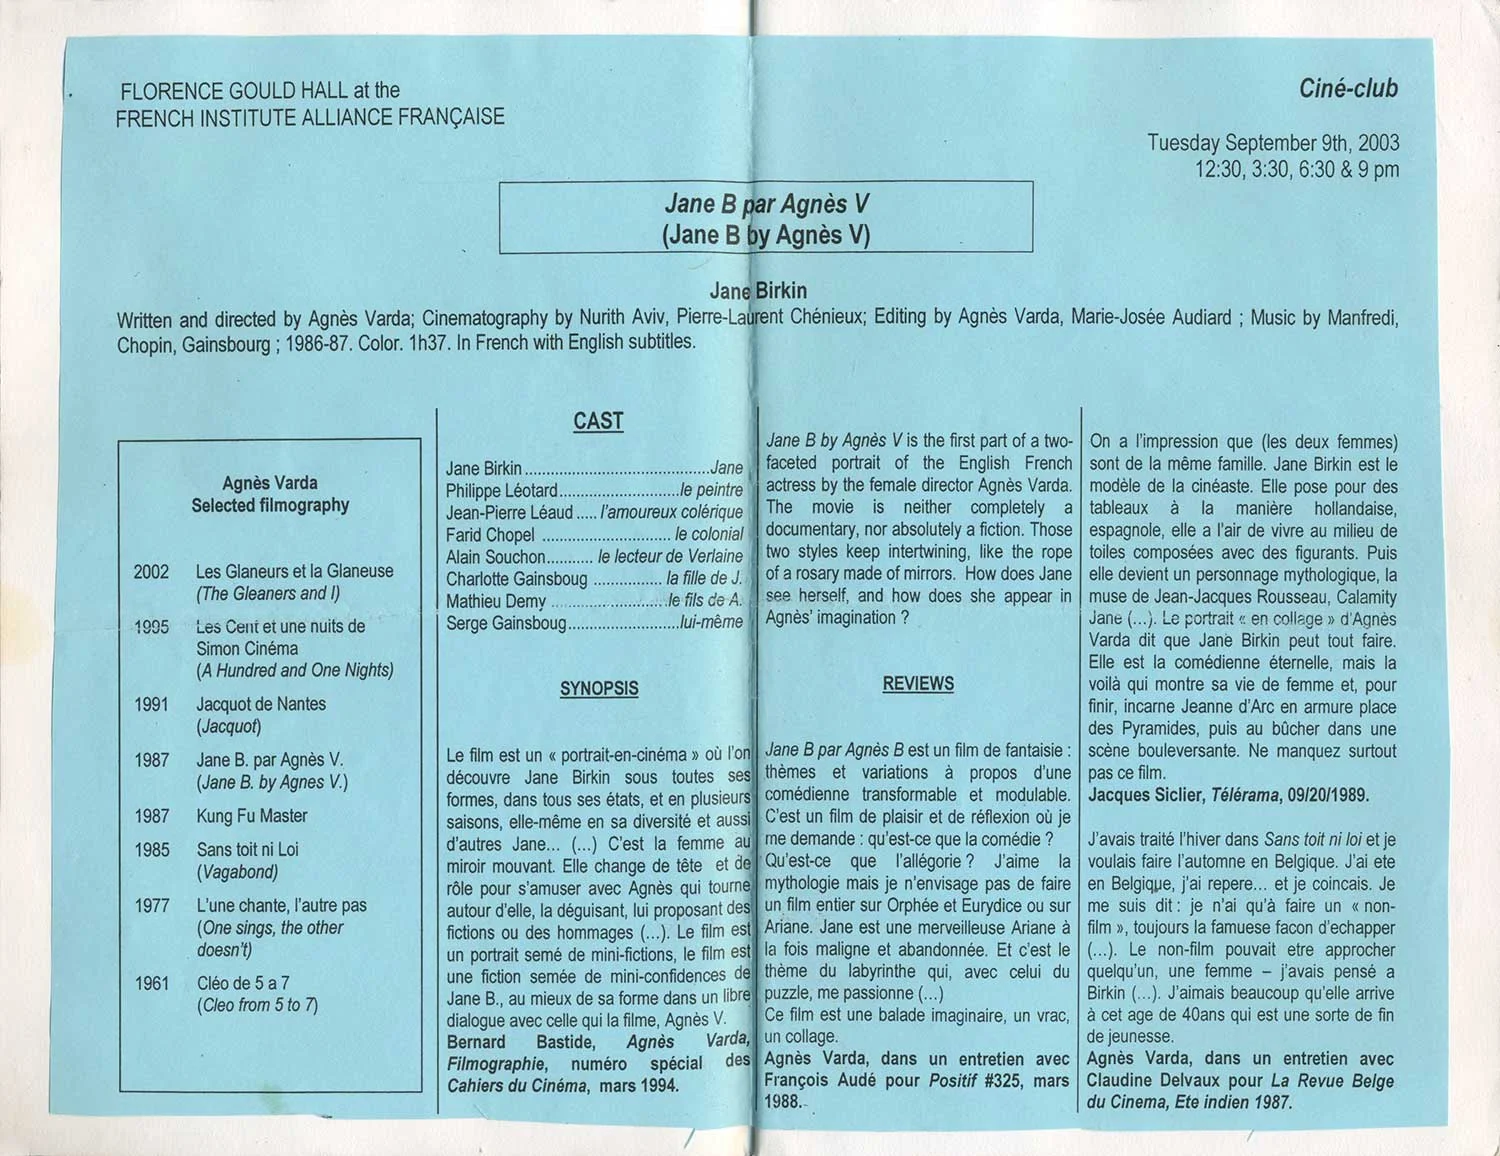 FLORENCE GOULD HALL at the
FRENCH INSTITUTE ALLIANCE FRANÇAISE
Ciné-club
Tuesday September 9th, 2003
12:30, 3:30, 6:30 & 9 pm
Jane B par Agnès V
(Jane B by Agnès V)
Jane Birkin
Written and directed by Agnès Varda; Cinematography by Nurith Aviv, Pierre-Laurent Chénieux; Editing by Agnès Varda, Marie-Josée Audiard ; Music by Manfredi,
Chopin, Gainsbourg ; 1986-87. Color. 1h37. In French with English subtitles.
Agnès Varda
Selected filmography
2002 Les Glaneurs et la Glaneuse
(The Gleaners and I)
1995 Les Cent et une nuits de
Simon Cinéma
(A Hundred and One Nights)
1991 Jacquot de Nantes
(Jacquot)
1987 Jane B. par Agnès V.
(Jane B. by Agnes V.)
1987 Kung Fu Master
1985 Sans toit ni Loi
(Vagabond)
1977 L'une chante, l'autre pas
(One sings, the other
doesn't)
1961 Cléo de 5 a 7
(Cleo from 5 to 7)
CAST
Jane Birkin........................................Jane
Philippe Léotard..........................le peintre
Jean-Pierre Léaud ..... l'amoureux colérique
Farid Chopel ............................ le colonial
Alain Souchon.......... le lecteur de Verlaine
Charlotte Gainsboug ............... la fille de J.
Mathieu Demy .........................le fils de A.
Serge Gainsboug........................lui-même
SYNOPSIS
Le film est un « portrait-en-cinéma » où l'on
découvre Jane Birkin sous toutes ses
formes, dans tous ses états, et en plusieurs
saisons, elle-même en sa diversité et aussi
d'autres Jane... (...) C'est la femme au
miroir mouvant. Elle change de tête et de
rôle pour s'amuser avec Agnès qui tourne
autour d'elle, la déguisant, lui proposant des
fictions ou des hommages (...). Le film est
un portrait semé de mini-fictions, le film est
une fiction semée de mini-confidences de
Jane B., au mieux de sa forme dans un libre
dialogue avec celle qui la filme, Agnès V.
Bernard Bastide, Agnès Varda,
Filmographie, numéro spécial des
Cahiers du Cinéma, mars 1994.
Jane B by Agnès V is the first part of a two-
faceted portrait of the English French
actress by the female director Agnès Varda.
The movie is neither completely a
documentary, nor absolutely a fiction. Those
two styles keep intertwining, like the rope
of a rosary made of mirrors. How does Jane
see herself, and how does she appear in
Agnès' imagination ?
REVIEWS
Jane B par Agnès B est un film de fantaisie :
thèmes et variations à propos d'une
comédienne transformable et modulable.
C'est un film de plaisir et de réflexion où je
me demande : qu'est-ce que la comédie ?
Qu'est-ce que l'allégorie ? J'aime la
mythologie mais je n'envisage pas de faire
un film entier sur Orphée et Eurydice ou sur
Ariane. Jane est une merveilleuse Ariane à
la fois maligne et abandonnée. Et c'est le
thème du labyrinthe qui, avec celui du
puzzle, me passionne (...)
Ce film est une balade imaginaire, un vrac,
un collage.
Agnès Varda, dans un entretien avec
François Audé pour Positif #325, mars
1988.
On a l'impression que (les deux femmes)
sont de la même famille. Jane Birkin est le
modèle de la cinéaste. Elle pose pour des
tableaux à la manière hollandaise,
espagnole, elle a l'air de vivre au milieu de
toiles composées avec des figurants. Puis
elle devient un personnage mythologique, la
muse de Jean-Jacques Rousseau, Calamity
Jane (...). Le portrait « en collage » d'Agnès
Varda dit que Jane Birkin peut tout faire.
Elle est la comédienne éternelle, mais la
voilà qui montre sa vie de femme et, pour
finir, incarne Jeanne d'Arc en armure place
des Pyramides, puis au bûcher dans une
scène bouleversante. Ne manquez surtout
pas ce film.
Jacques Siclier, Télérama, 09/20/1989.
J'avais traité l'hiver dans Sans toit ni loi et je
voulais faire l'automne en Belgique. J'ai ete
en Belgique, j'ai repere... et je coincais. Je
me suis dit : je n'ai qu'à faire un « non-
film », toujours la famuese facon d'echapper
(...). Le non-film pouvait etre approcher
quelqu'un, une femme – j'avais pensé a
Birkin (...). J'aimais beaucoup qu'elle arrive
à cet age de 40ans qui est une sorte de fin
de jeunesse.
Agnès Varda, dans un entretien avec
Claudine Delvaux pour La Revue Belge
du Cinema, Ete indien 1987.